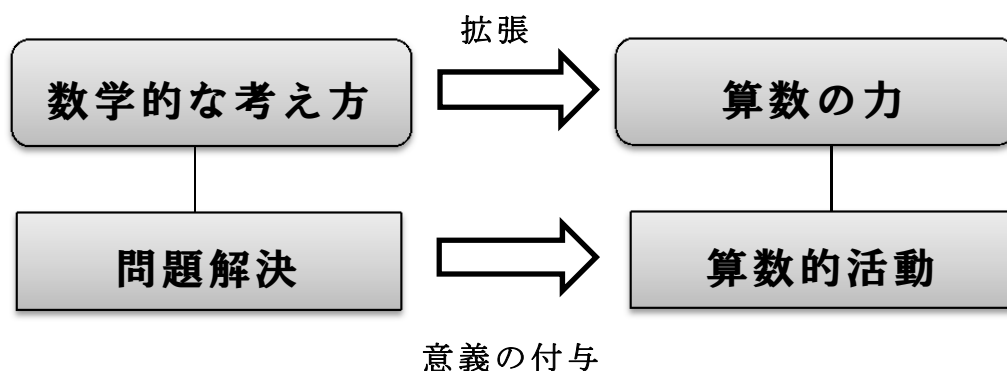 拡張
数学的な考え方
算数の力
問題解決
算数的活動
意義の付与